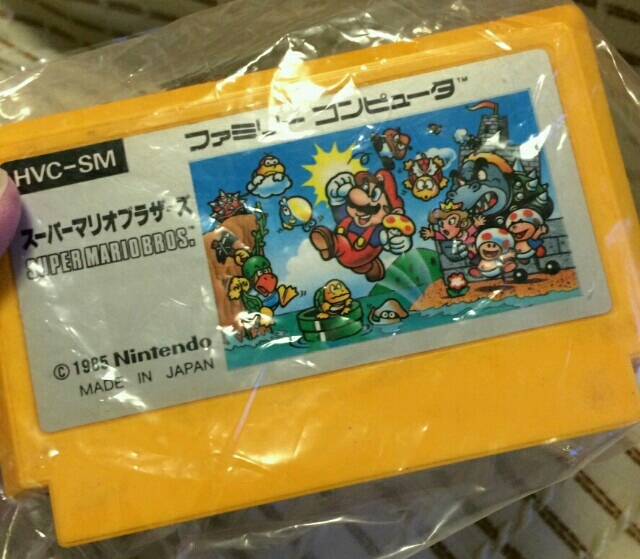 ファミリー コンピュータ™
HVC-SM
スーパーマリオブラザーズ
SUPER MARIO BROS.™
© 1985 Nintendo
MADE IN JAPAN